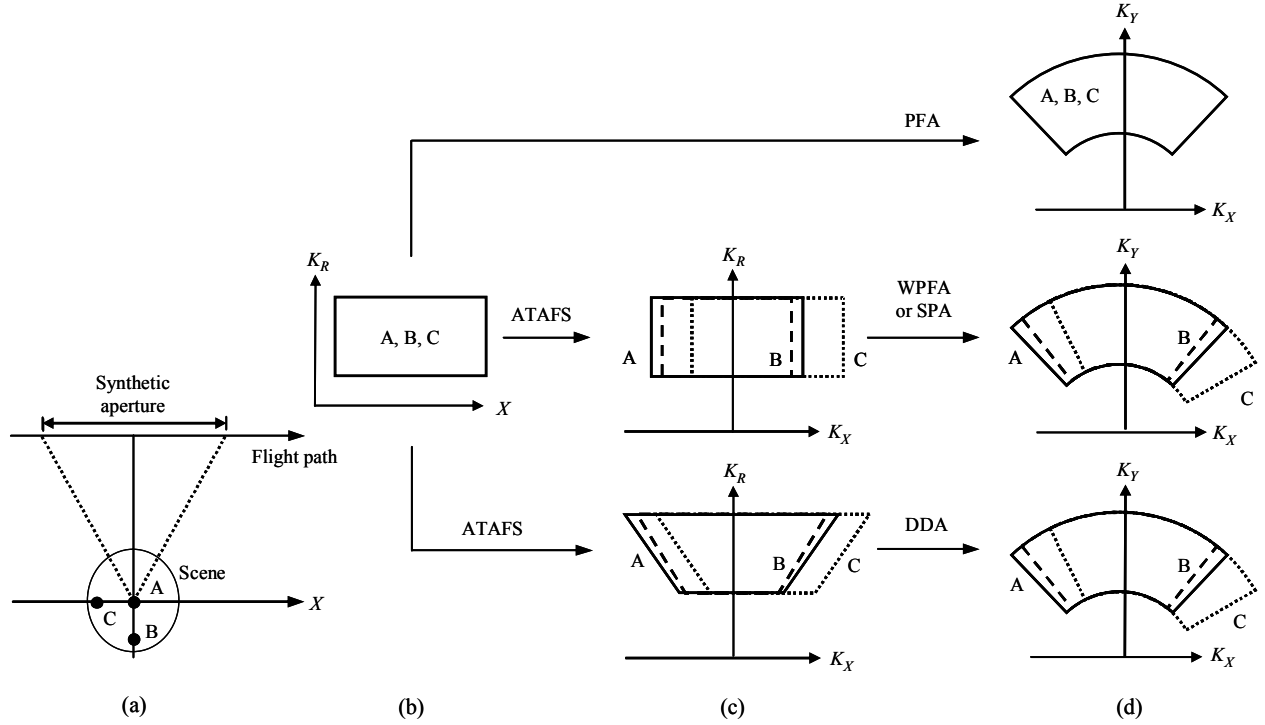 K_Y
A, B, C
PFA
K_X
K_R
A, B, C
X
ATAFS
K_R
A
B
C
K_X
WPFA
or SPA
K_Y
A
B
C
K_X
Synthetic
aperture
Flight path
Scene
A
C
B
X
ATAFS
K_R
A
B
C
K_X
DDA
K_Y
A
B
C
K_X
(a)
(b)
(c)
(d)